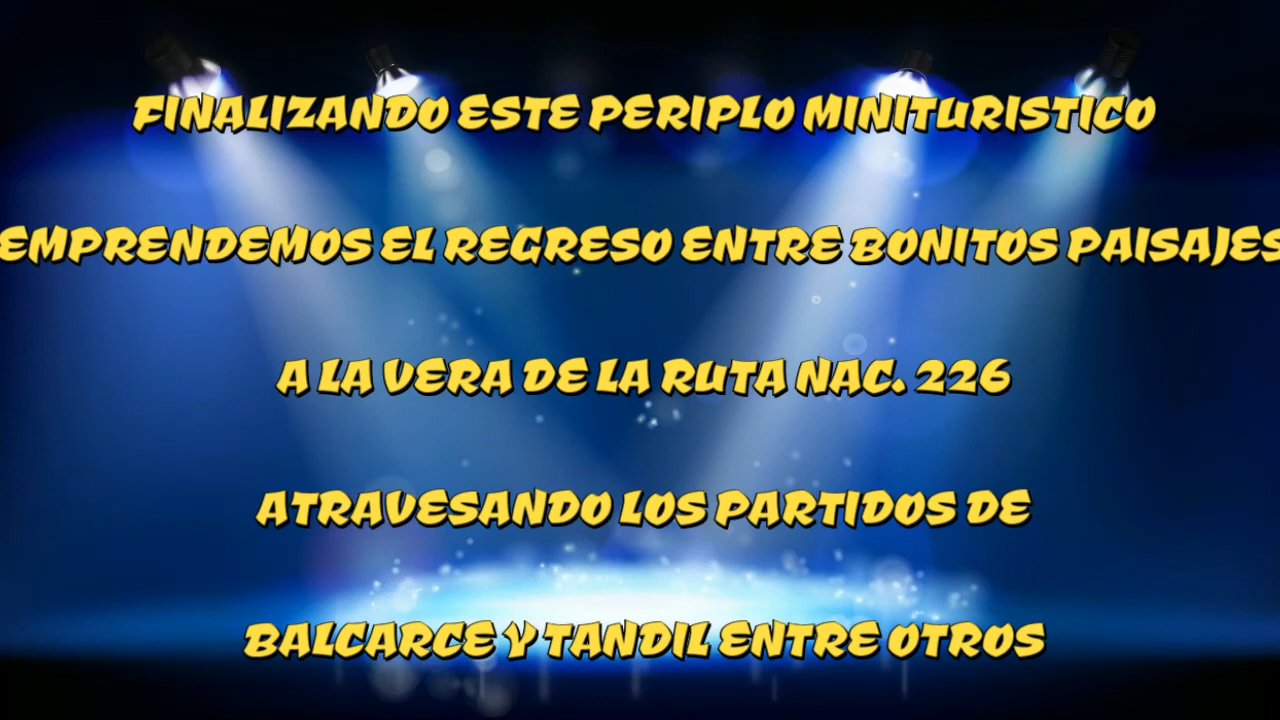 FINALIZANDO ESTE PERIPLO MINITURISTICO
EMPRENDEMOS EL REGRESO ENTRE BONITOS PAISAJES
A LA VERA DE LA RUTA NAC. 226
ATRAVESANDO LOS PARTIDOS DE
BALCARCE Y TANDIL ENTRE OTROS